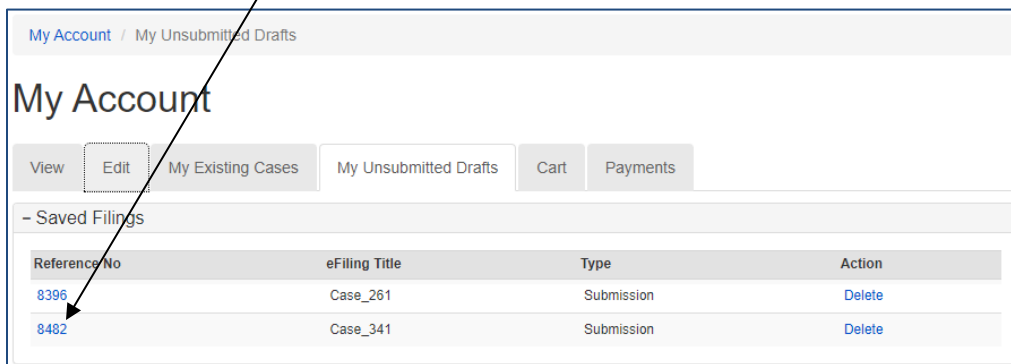 My Account / My Unsubmitted Drafts
My Account
View Edit My Existing Cases My Unsubmitted Drafts Cart Payments
− Saved Filings
Reference No eFiling Title Type Action
8396 Case_261 Submission Delete
8482 Case_341 Submission Delete